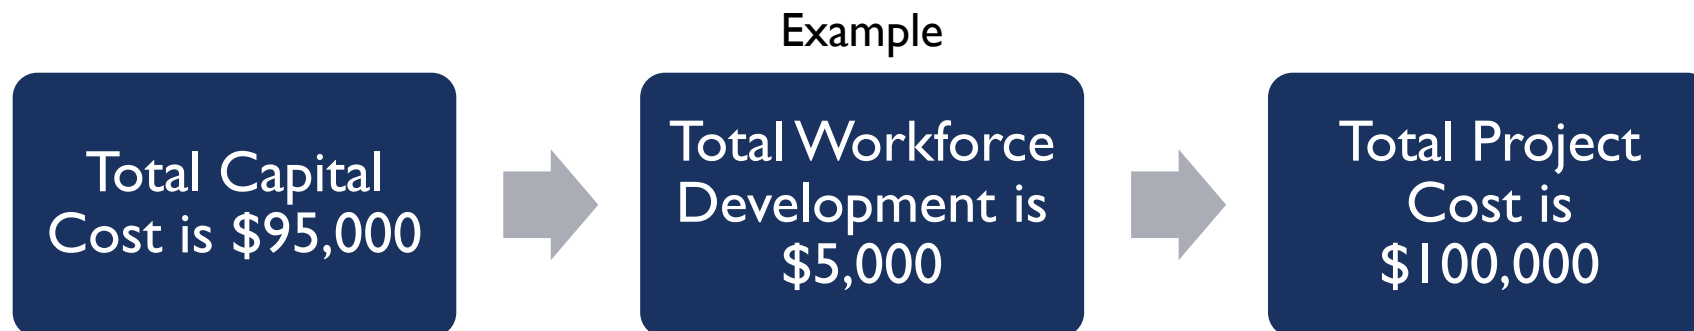 Example
Total Capital
Cost is $95,000
Total Workforce
Development is
$5,000
Total Project
Cost is
$100,000